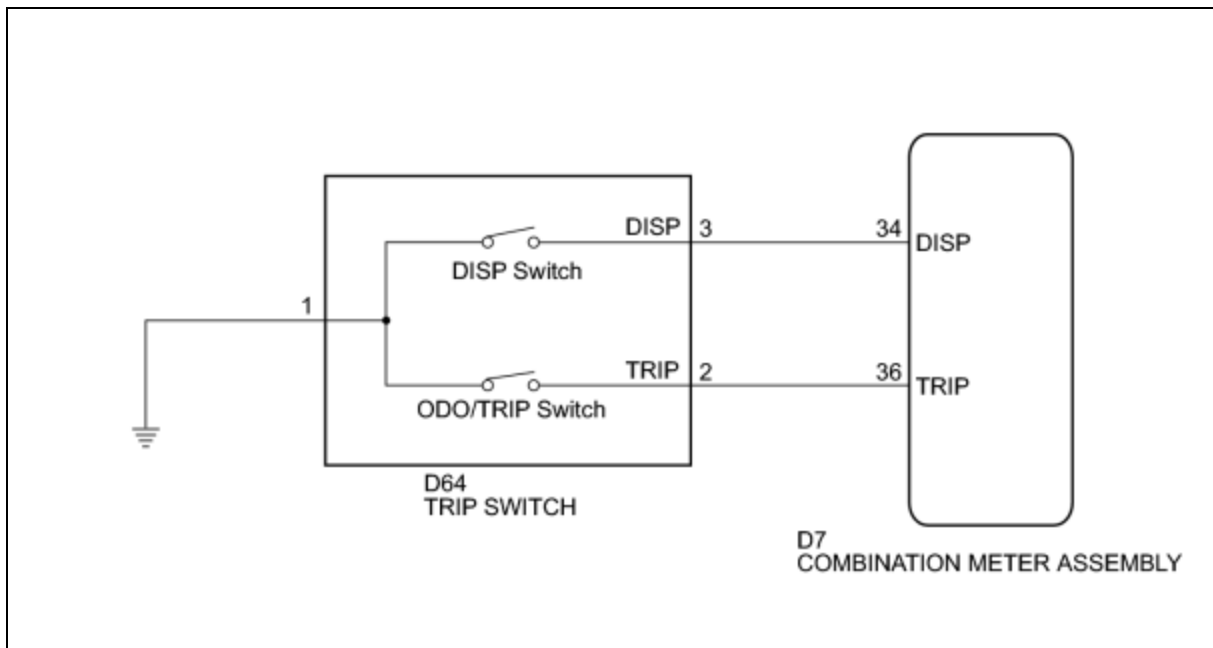 DISP 3 34 DISP
DISP Switch
1
TRIP 2 36 TRIP
ODO/TRIP Switch
D64
TRIP SWITCH
D7
COMBINATION METER ASSEMBLY